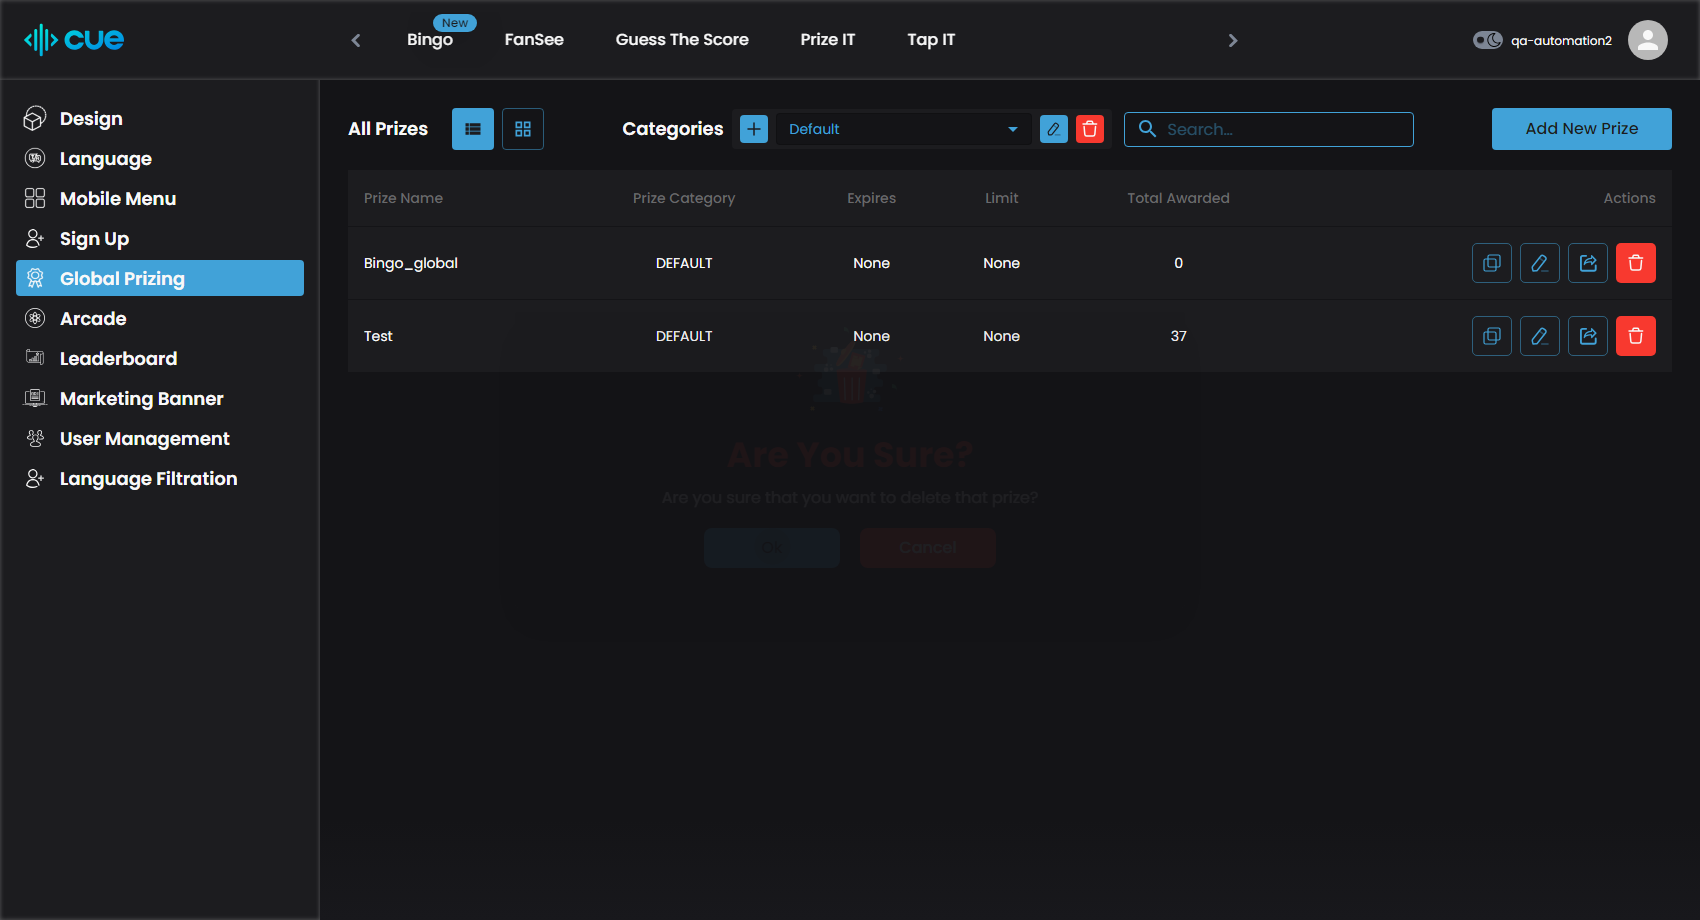 cue
New
Bingo
FanSee
Guess The Score
Prize IT
Tap IT
qa-automation2
Design
Language
Mobile Menu
Sign Up
Global Prizing
Arcade
Leaderboard
Marketing Banner
User Management
Language Filtration
All Prizes
Categories
Default
Search...
Add New Prize
Prize Name Prize Category Expires Limit Total Awarded Actions
Bingo_global DEFAULT None None 0
Test DEFAULT None None 37
Are You Sure?
Are you sure that you want to delete that prize?
Ok
Cancel